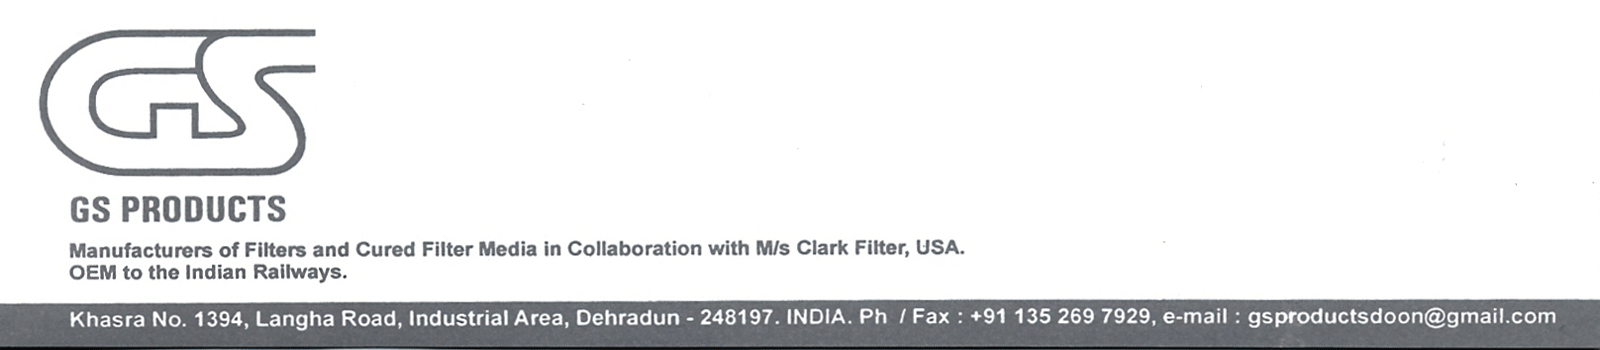 GS
GS PRODUCTS
Manufacturers of Filters and Cured Filter Media in Collaboration with M/s Clark Filter, USA.
OEM to the Indian Railways.
Khasra No. 1394, Langha Road, Industrial Area, Dehradun - 248197. INDIA. Ph / Fax : +91 135 269 7929, e-mail : gsproductsdoon@gmail.com